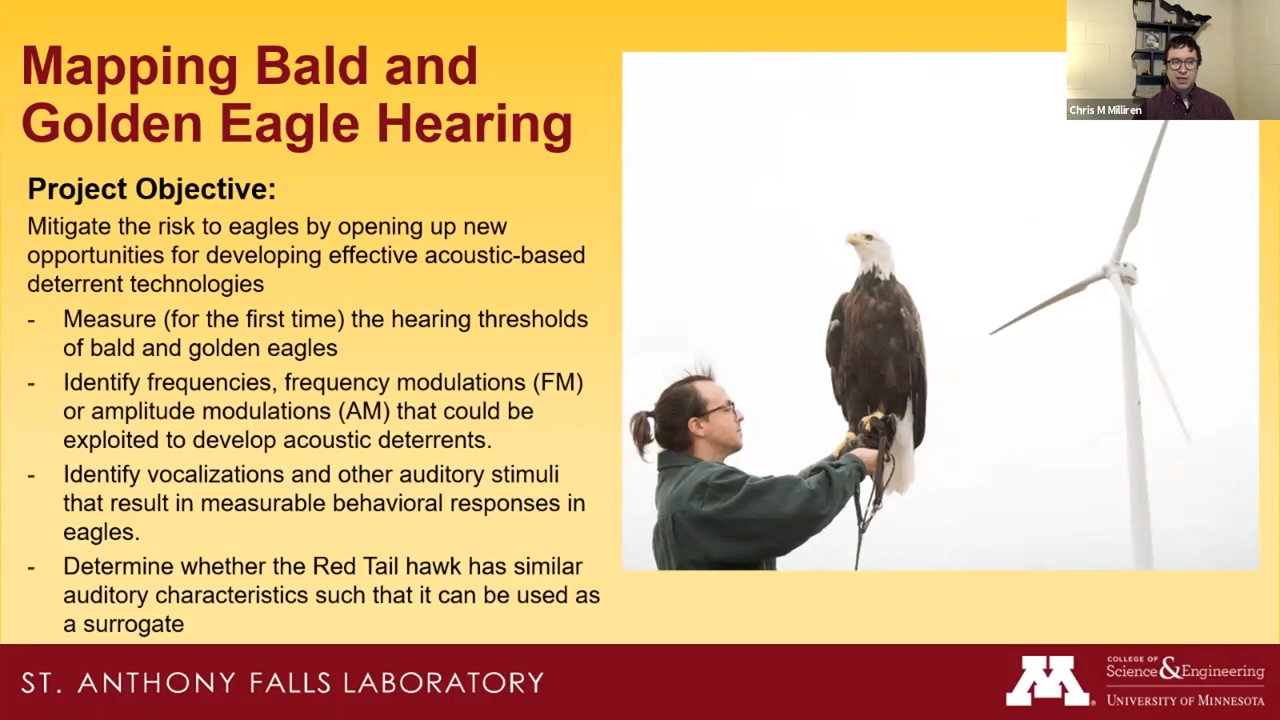 Mapping Bald and
Golden Eagle Hearing
Project Objective:
Mitigate the risk to eagles by opening up new
opportunities for developing effective acoustic-based
deterrent technologies
- Measure (for the first time) the hearing thresholds
of bald and golden eagles
- Identify frequencies, frequency modulations (FM)
or amplitude modulations (AM) that could be
exploited to develop acoustic deterrents.
- Identify vocalizations and other auditory stimuli
that result in measurable behavioral responses in
eagles.
- Determine whether the Red Tail hawk has similar
auditory characteristics such that it can be used as
a surrogate
Chris M Milliren
ST. ANTHONY FALLS LABORATORY
M
COLLEGE OF
Science & Engineering
UNIVERSITY OF MINNESOTA